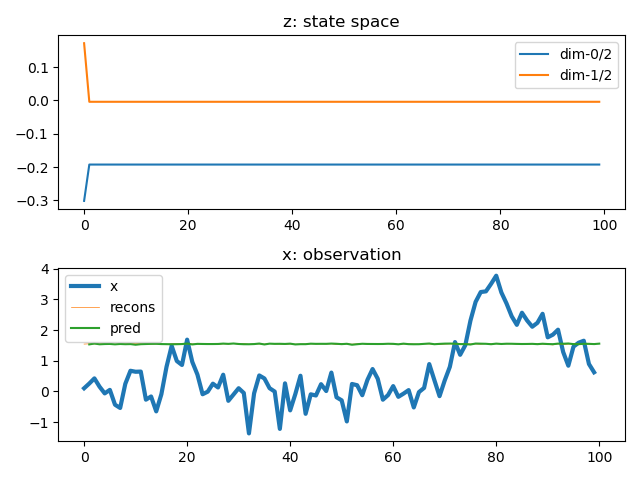 z: state space
dim-0/2
dim-1/2
0.1
0.0
−0.1
−0.2
−0.3
0 20 40 60 80 100
x: observation
x
recons
pred
4
3
2
1
0
−1
0 20 40 60 80 100